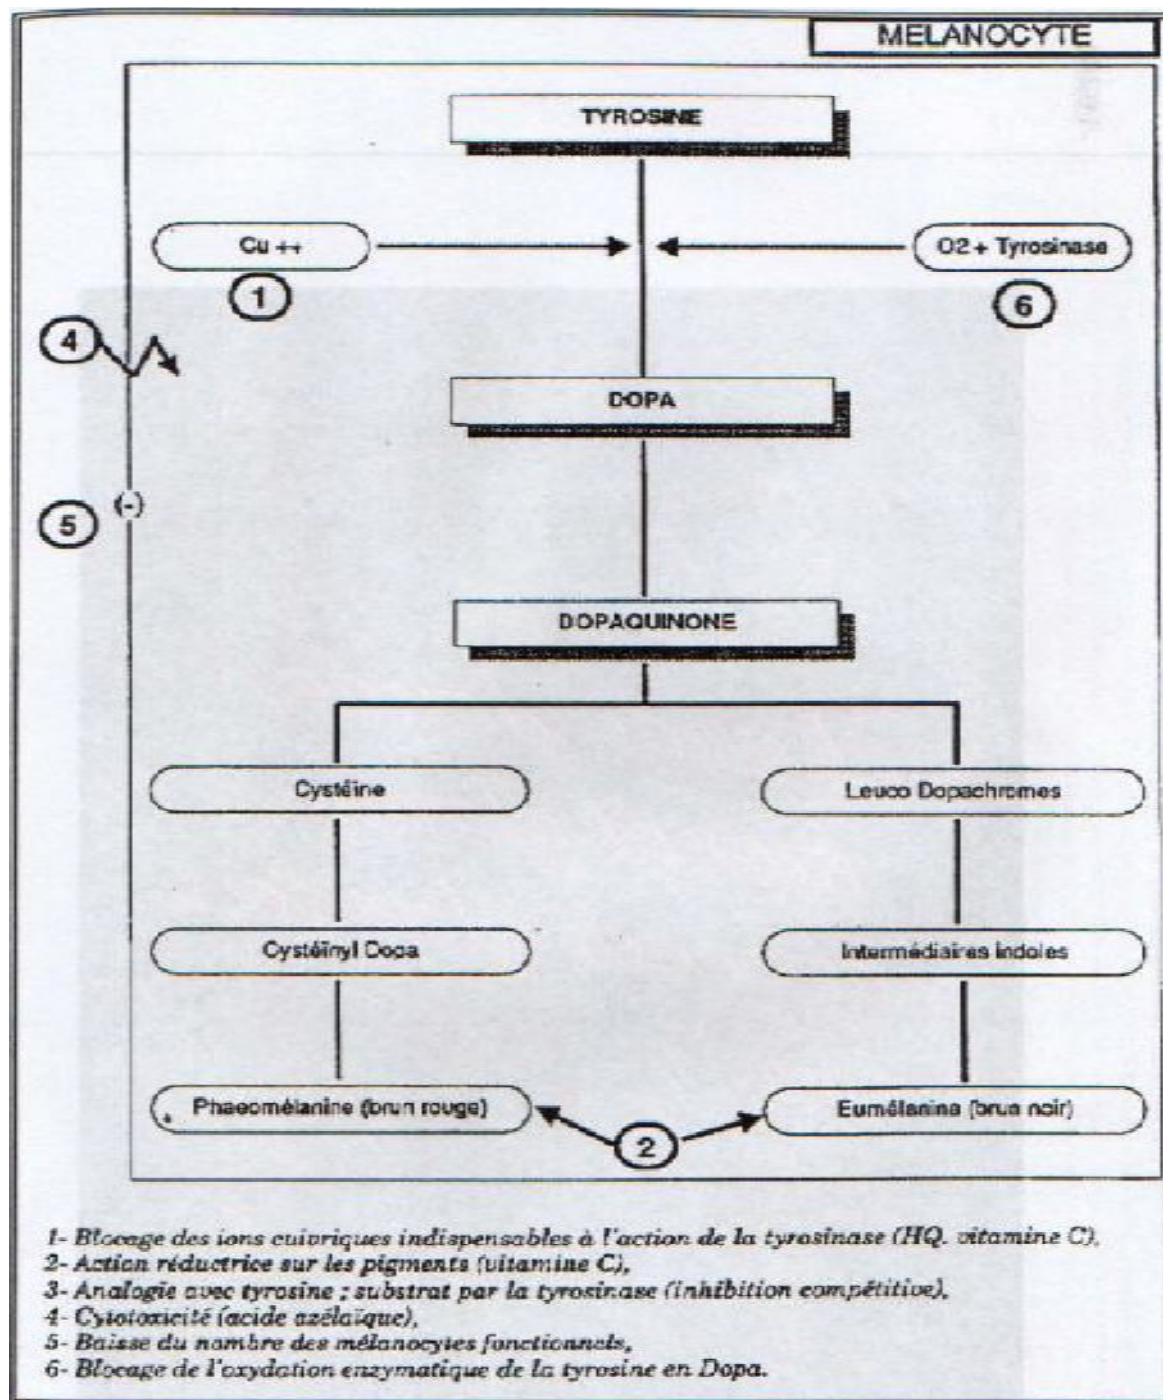 MELANOCYTE
TYROSINE
Cu ++
O2 + Tyrosinase
1
6
4
DOPA
(-)
5
DOPAQUINONE
Cystéine
Leuco Dopachromes
Cystéïnyl Dopa
Intermédiaires Indoles
Phaeomélanine (brun rouge)
Eumélanine (brun noir)
2
1- Blocage des ions cuivriques indispensables à l'action de la tyrosinase (HQ. vitamine C),
2- Action réductrice sur les pigments (vitamine C),
3- Analogie avec tyrosine ; substrat par la tyrosinase (inhibition compétitive),
4- Cytotoxicité (acide azélaïque),
5- Baisse du nombre des mélanocytes fonctionnels,
6- Blocage de l'oxydation enzymatique de la tyrosine en Dopa.